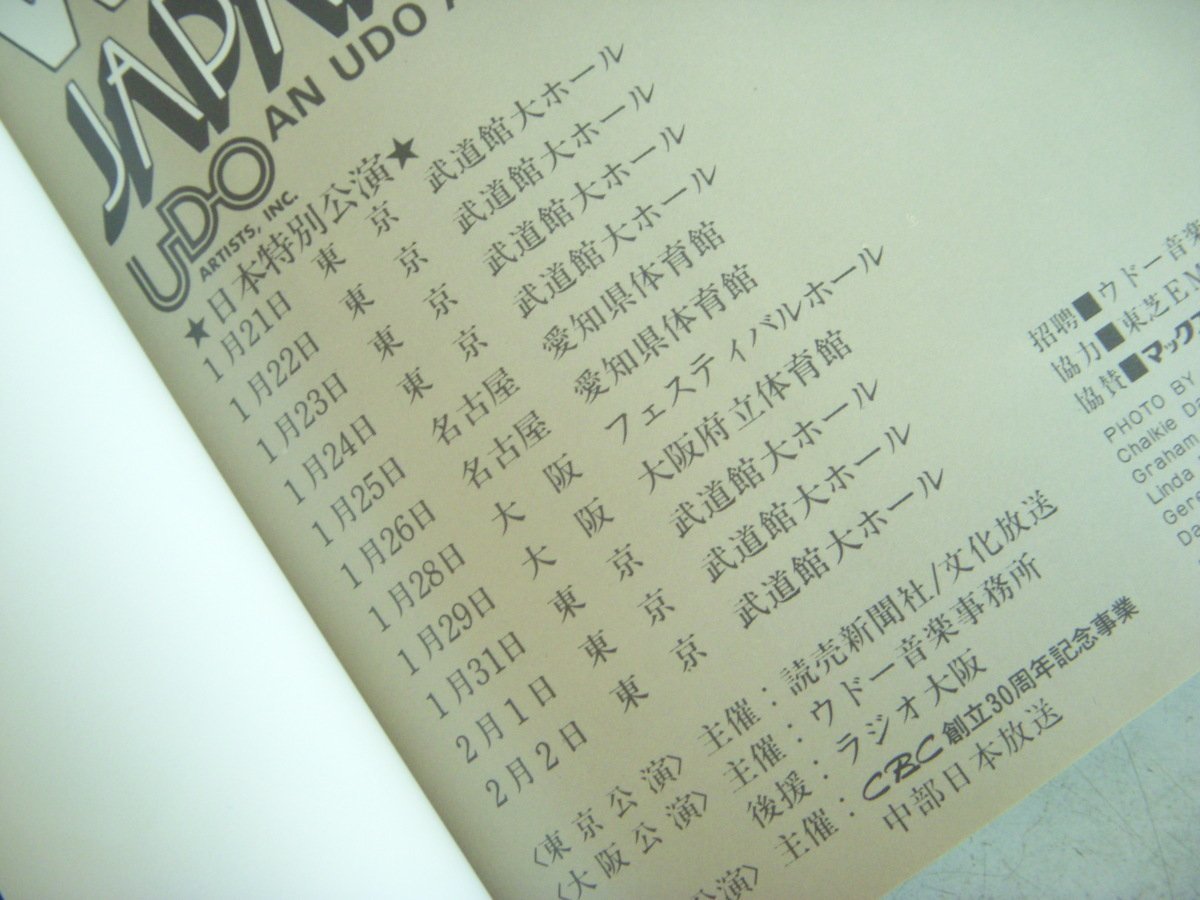 JAPAN
UDO
ARTISTS, INC.
AN UDO
★日本特別公演★
1月21日 東京 武道館大ホール
1月22日 東京 武道館大ホール
1月23日 東京 武道館大ホール
1月24日 東京 武道館大ホール
1月25日 名古屋 愛知県体育館
1月26日 名古屋 愛知県体育館
1月28日 大阪 フェスティバルホール
1月29日 大阪 大阪府立体育館
1月31日 東京 武道館大ホール
2月1日 東京 武道館大ホール
2月2日 東京 武道館大ホール
〈東京公演〉主催：読売新聞社/文化放送
〈大阪公演〉主催：ウドー音楽事務所
後援：ラジオ大阪
公演〉主催：CBC 創立30周年記念事業
中部日本放送
招聘■ウドー音楽
協力■東芝EM
協賛■マックス
PHOTO BY
Chalkie D
Graham
Linda
Gen
Da